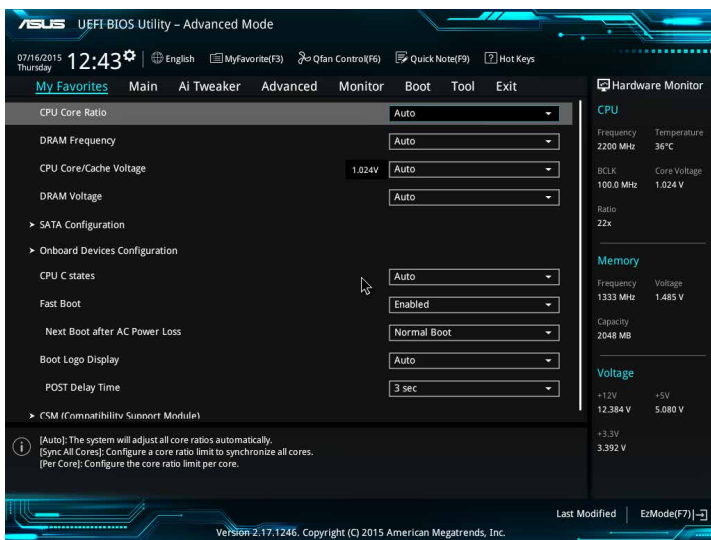 ASUS UEFI BIOS Utility – Advanced Mode
07/16/2015 Thursday 12:43 English MyFavorite(F3) Qfan Control(F6) Quick Note(F9) ? Hot Keys
My Favorites Main Ai Tweaker Advanced Monitor Boot Tool Exit
CPU Core Ratio Auto
DRAM Frequency Auto
CPU Core/Cache Voltage 1.024V Auto
DRAM Voltage Auto
> SATA Configuration
> Onboard Devices Configuration
CPU C states Auto
Fast Boot Enabled
Next Boot after AC Power Loss Normal Boot
Boot Logo Display Auto
POST Delay Time 3 sec
> CSM (Compatibility Support Module)
i
[Auto]: The system will adjust all core ratios automatically.
[Sync All Cores]: Configure a core ratio limit to synchronize all cores.
[Per Core]: Configure the core ratio limit per core.
Hardware Monitor
CPU
Frequency Temperature
2200 MHz 36°C
BCLK Core Voltage
100.0 MHz 1.024 V
Ratio
22x
Memory
Frequency Voltage
1333 MHz 1.485 V
Capacity
2048 MB
Voltage
+12V +5V
12.384 V 5.080 V
+3.3V
3.392 V
Last Modified EzMode(F7)
Version 2.17.1246. Copyright (C) 2015 American Megatrends, Inc.